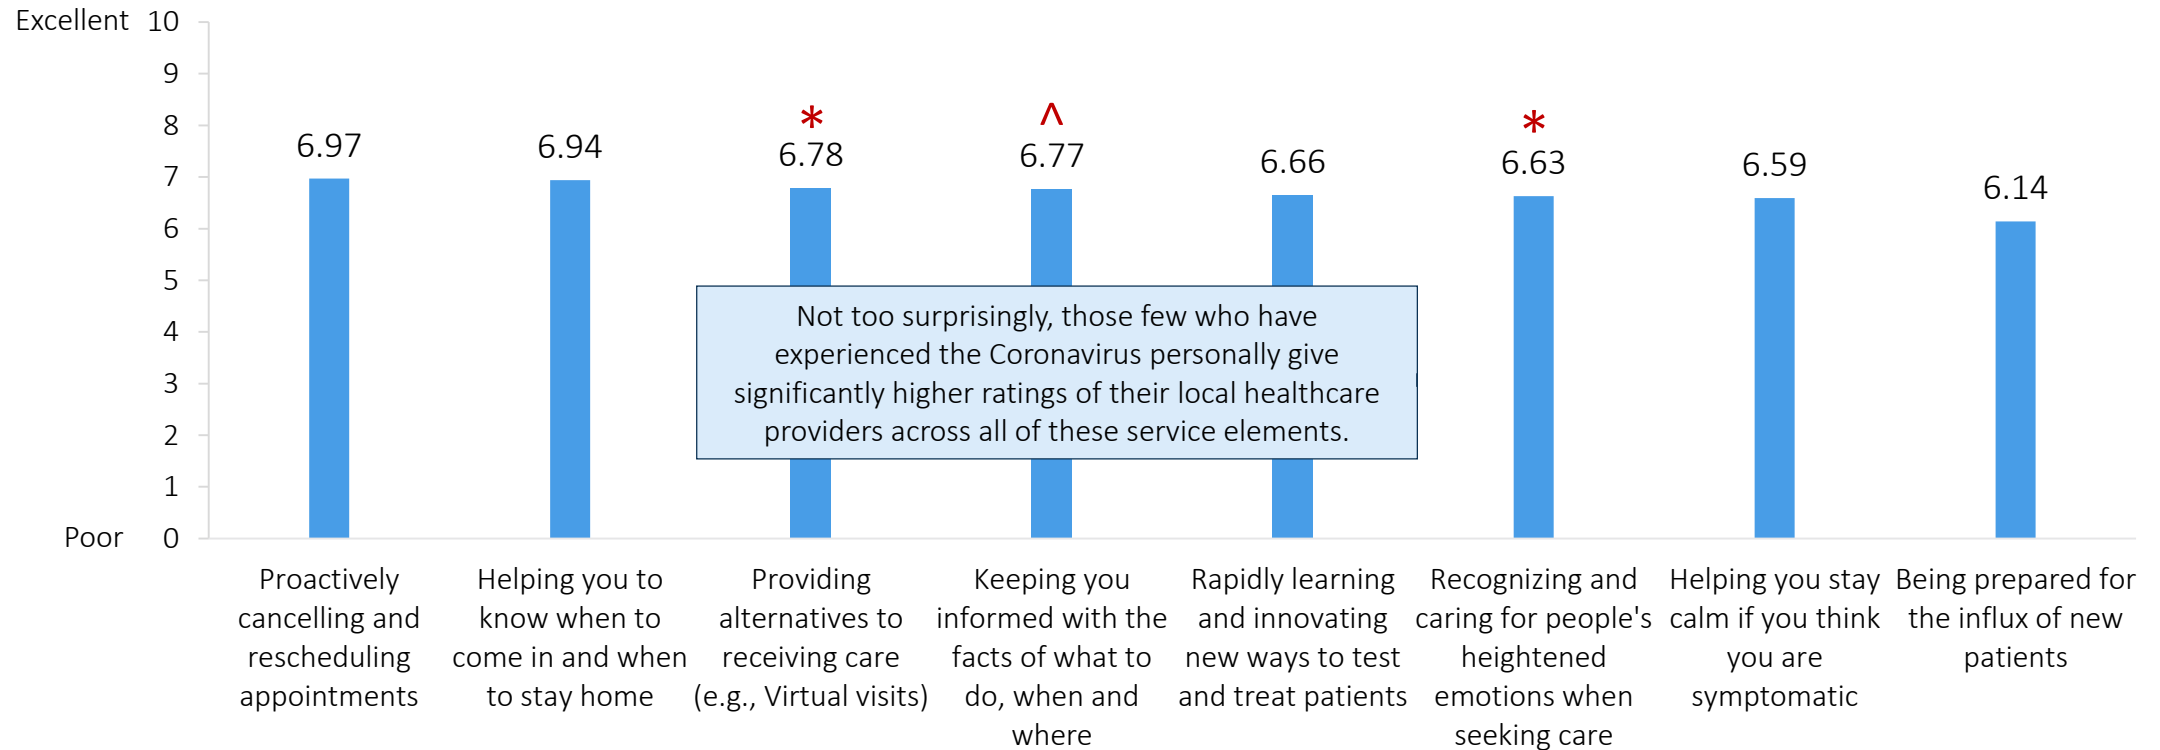 Excellent 10
9
8
7
6
5
4
3
2
1
Poor 0
6.97
6.94
*
6.78
^
6.77
6.66
*
6.63
6.59
6.14
Not too surprisingly, those few who have
experienced the Coronavirus personally give
significantly higher ratings of their local healthcare
providers across all of these service elements.
Proactively
cancelling and
rescheduling
appointments
Helping you to
know when to
come in and when
to stay home
Providing
alternatives to
receiving care
(e.g., Virtual visits)
Keeping you
informed with the
facts of what to
do, when and
where
Rapidly learning
and innovating
new ways to test
and treat patients
Recognizing and
caring for people's
heightened
emotions when
seeking care
Helping you stay
calm if you think
you are
symptomatic
Being prepared for
the influx of new
patients